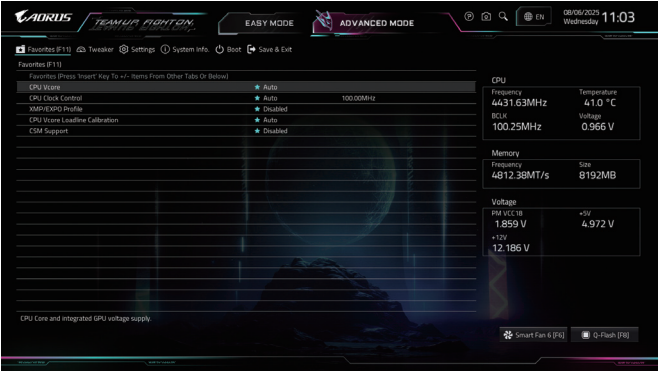 AORUS
TEAMUP. FIGHTON.
EASY MODE
ADVANCED MODE
EN
08/06/2025
Wednesday
11:03
Favorites (F11)
Tweaker
Settings
System Info.
Boot
Save & Exit
Favorites (F11)
Favorites (Press 'Insert' Key To +/- Items From Other Tabs Or Below)
CPU Vcore ★ Auto
CPU Clock Control ★ Auto 100.00MHz
XMP/EXPO Profile ★ Disabled
CPU Vcore Loadline Calibration ★ Auto
CSM Support ★ Disabled
CPU
Frequency Temperature
4431.63MHz 41.0 °C
BCLK Voltage
100.25MHz 0.966 V
Memory
Frequency Size
4812.38MT/s 8192MB
Voltage
PM VCC18 +5V
1.859 V 4.972 V
+12V
12.186 V
CPU Core and integrated GPU voltage supply.
Smart Fan 6 [F6]
Q-Flash [F8]